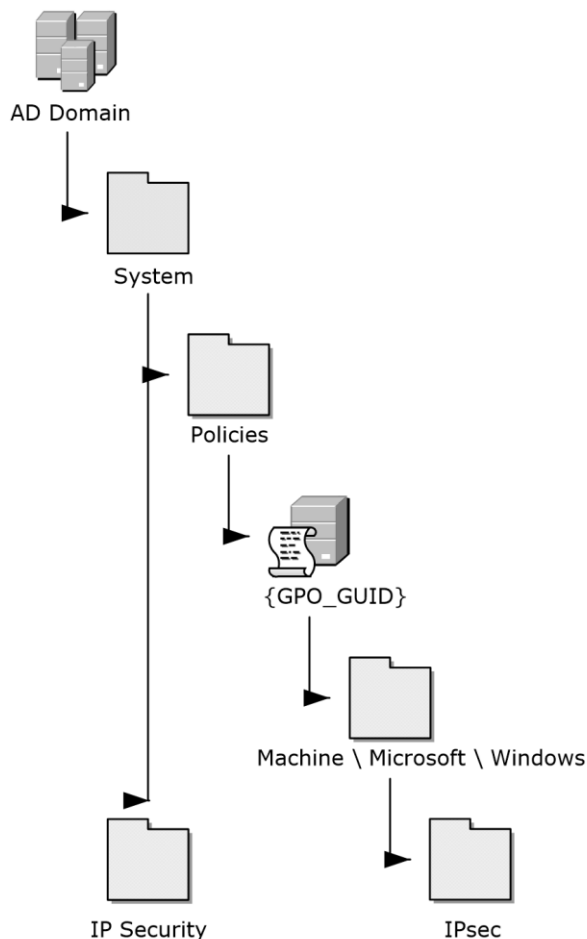 AD Domain
System
Policies
{GPO_GUID}
Machine \ Microsoft \ Windows
IP Security
IPsec